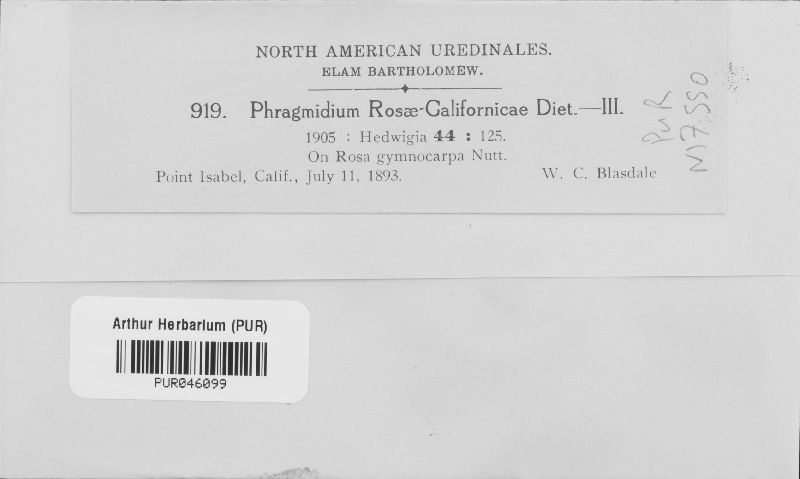 NORTH AMERICAN UREDINALES.
ELAM BARTHOLOMEW.
919. Phragmidium Rosæ-Californicae Diet.—III.
1905 : Hedwigia 44 : 125.
On Rosa gymnocarpa Nutt.
Point Isabel, Calif., July 11, 1893. W. C. Blasdale
PUR
Arthur Herbarium (PUR)
PUR046099